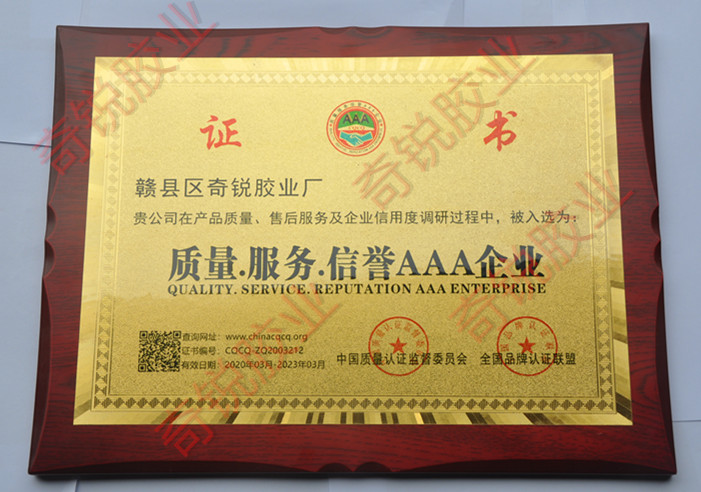 证 书
AAA
赣县区奇锐胶业厂
贵公司在产品质量、售后服务及企业信用度调研过程中，被入选为：
质量.服务.信誉AAA企业
QUALITY. SERVICE. REPUTATION AAA ENTERPRISE
查询网址：www.chinacqcq.org
证书编号：CQCQ-ZQ2003212
有效日期：2020年03月-2023年03月
中国质量认证监督委员会 全国品牌认证联盟
奇锐胶业
奇锐胶业
奇锐胶业
奇锐胶业